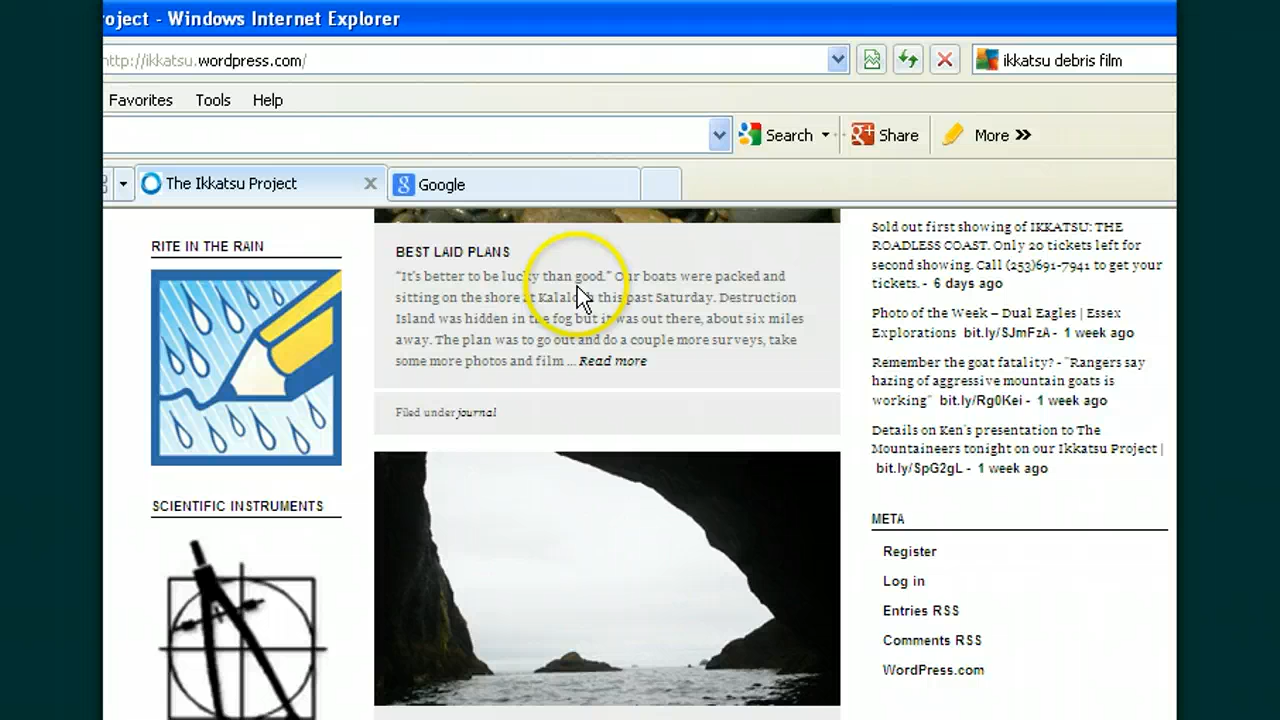 oject - Windows Internet Explorer
http://ikkatsu.wordpress.com/
ikkatsu debris film
Favorites Tools Help
Search Share More »
The Ikkatsu Project
Google
RITE IN THE RAIN
SCIENTIFIC INSTRUMENTS
BEST LAID PLANS
“It's better to be lucky than good.” Our boats were packed and
sitting on the shore at Kalaloch this past Saturday. Destruction
Island was hidden in the fog but it was out there, about six miles
away. The plan was to go out and do a couple more surveys, take
some more photos and film ... Read more
Filed under journal
Sold out first showing of IKKATSU: THE
ROADLESS COAST. Only 20 tickets left for
second showing. Call (253)691-7941 to get your
tickets. - 6 days ago
Photo of the Week – Dual Eagles | Essex
Explorations bit.ly/SJmFzA - 1 week ago
Remember the goat fatality? - "Rangers say
hazing of aggressive mountain goats is
working" bit.ly/Rg0Kei - 1 week ago
Details on Ken's presentation to The
Mountaineers tonight on our Ikkatsu Project |
bit.ly/SpG2gL - 1 week ago
META
Register
Log in
Entries RSS
Comments RSS
WordPress.com